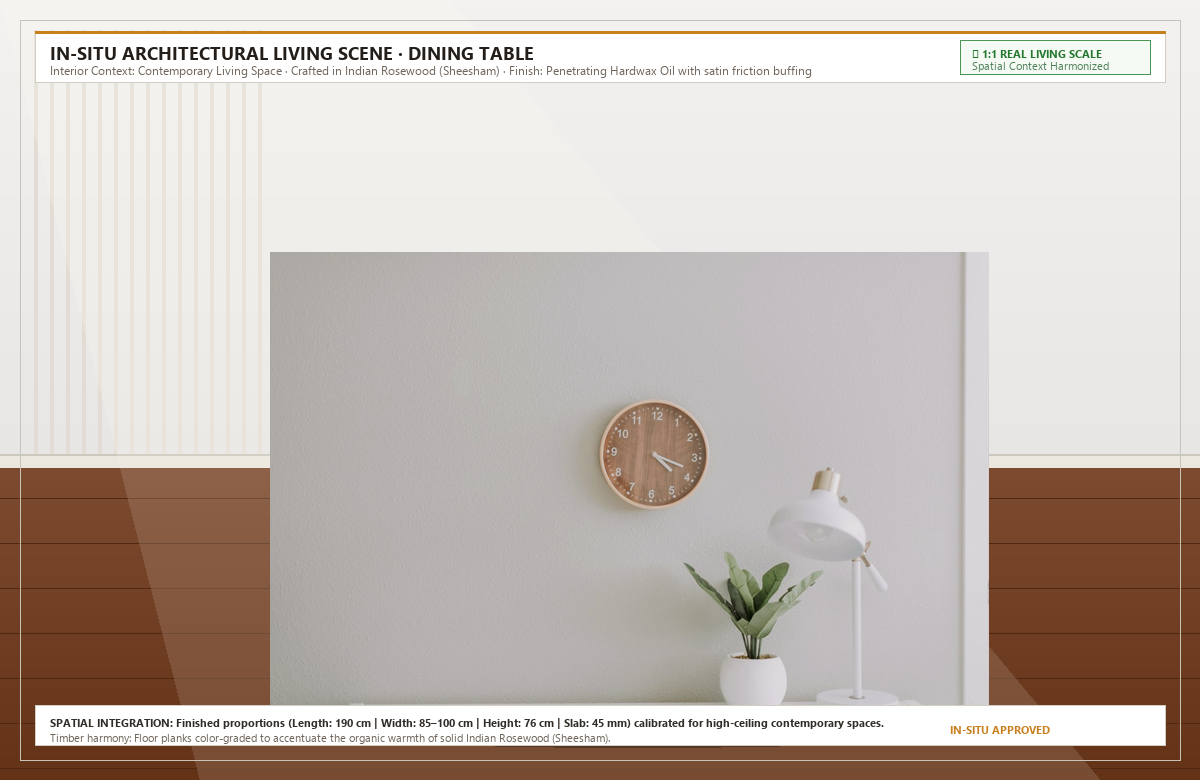 IN-SITU ARCHITECTURAL LIVING SCENE · DINING TABLE
Interior Context: Contemporary Living Space · Crafted in Indian Rosewood (Sheesham) · Finish: Penetrating Hardwax Oil with satin friction buffing
1:1 REAL LIVING SCALE
Spatial Context Harmonized
12
11
1
10
2
9
3
8
4
7
5
6
SPATIAL INTEGRATION: Finished proportions (Length: 190 cm | Width: 85–100 cm | Height: 76 cm | Slab: 45 mm) calibrated for high-ceiling contemporary spaces.
Timber harmony: Floor planks color-graded to accentuate the organic warmth of solid Indian Rosewood (Sheesham).
IN-SITU APPROVED